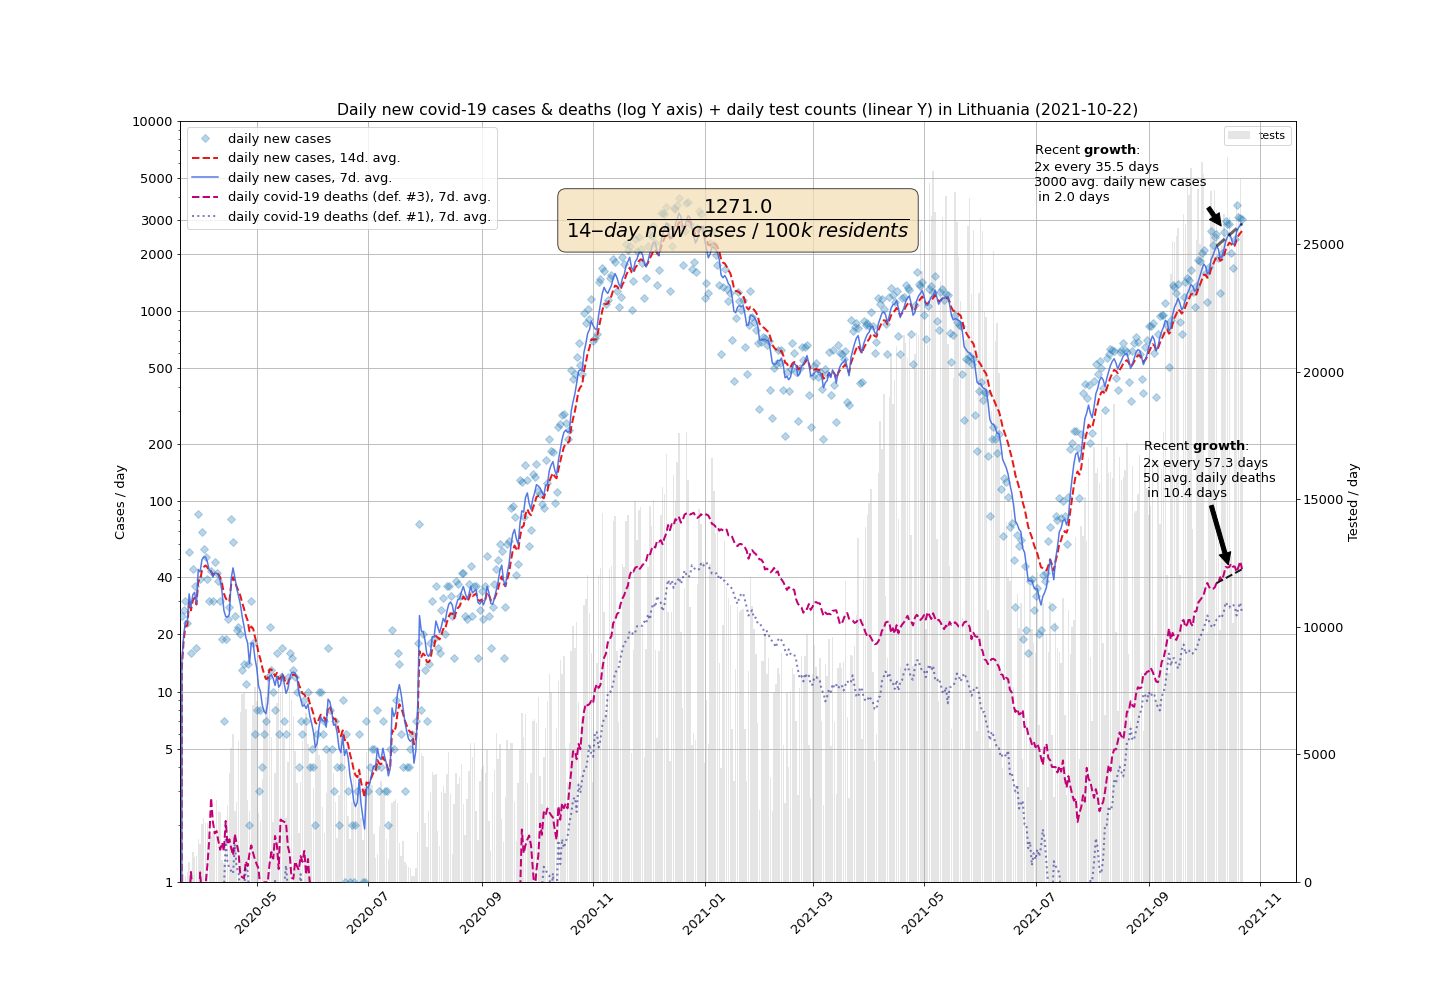 Daily new covid-19 cases & deaths (log Y axis) + daily test counts (linear Y) in Lithuania (2021-10-22)
daily new cases
daily new cases, 14d. avg.
daily new cases, 7d. avg.
daily covid-19 deaths (def. #3), 7d. avg.
daily covid-19 deaths (def. #1), 7d. avg.
tests
1271.0
14−day new cases / 100k residents
Recent growth:
2x every 35.5 days
3000 avg. daily new cases
in 2.0 days
Recent growth:
2x every 57.3 days
50 avg. daily deaths
in 10.4 days
Cases / day
10000
5000
3000
2000
1000
500
200
100
40
20
10
5
1
Tested / day
25000
20000
15000
10000
5000
0
2020-05
2020-07
2020-09
2020-11
2021-01
2021-03
2021-05
2021-07
2021-09
2021-11